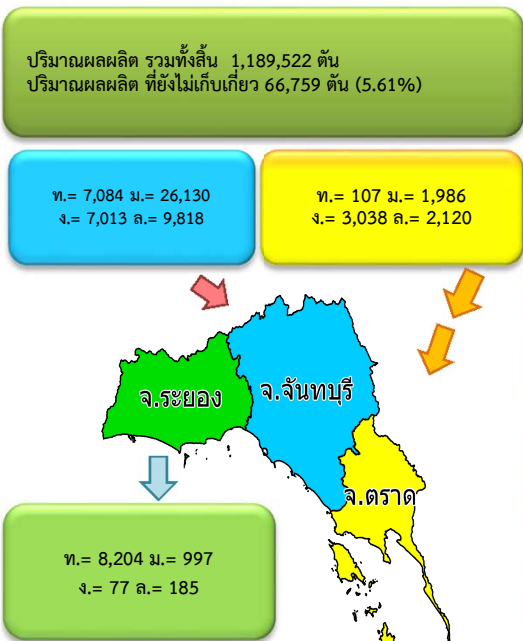 ปริมาณผลผลิต รวมทั้งสิ้น 1,189,522 ตัน
ปริมาณผลผลิต ที่ยังไม่เก็บเกี่ยว 66,759 ตัน (5.61%)
ท.= 7,084 ม.= 26,130
ง.= 7,013 ล.= 9,818
ท.= 107 ม.= 1,986
ง.= 3,038 ล.= 2,120
จ.ระยอง
จ.จันทบุรี
จ.ตราด
ท.= 8,204 ม.= 997
ง.= 77 ล.= 185